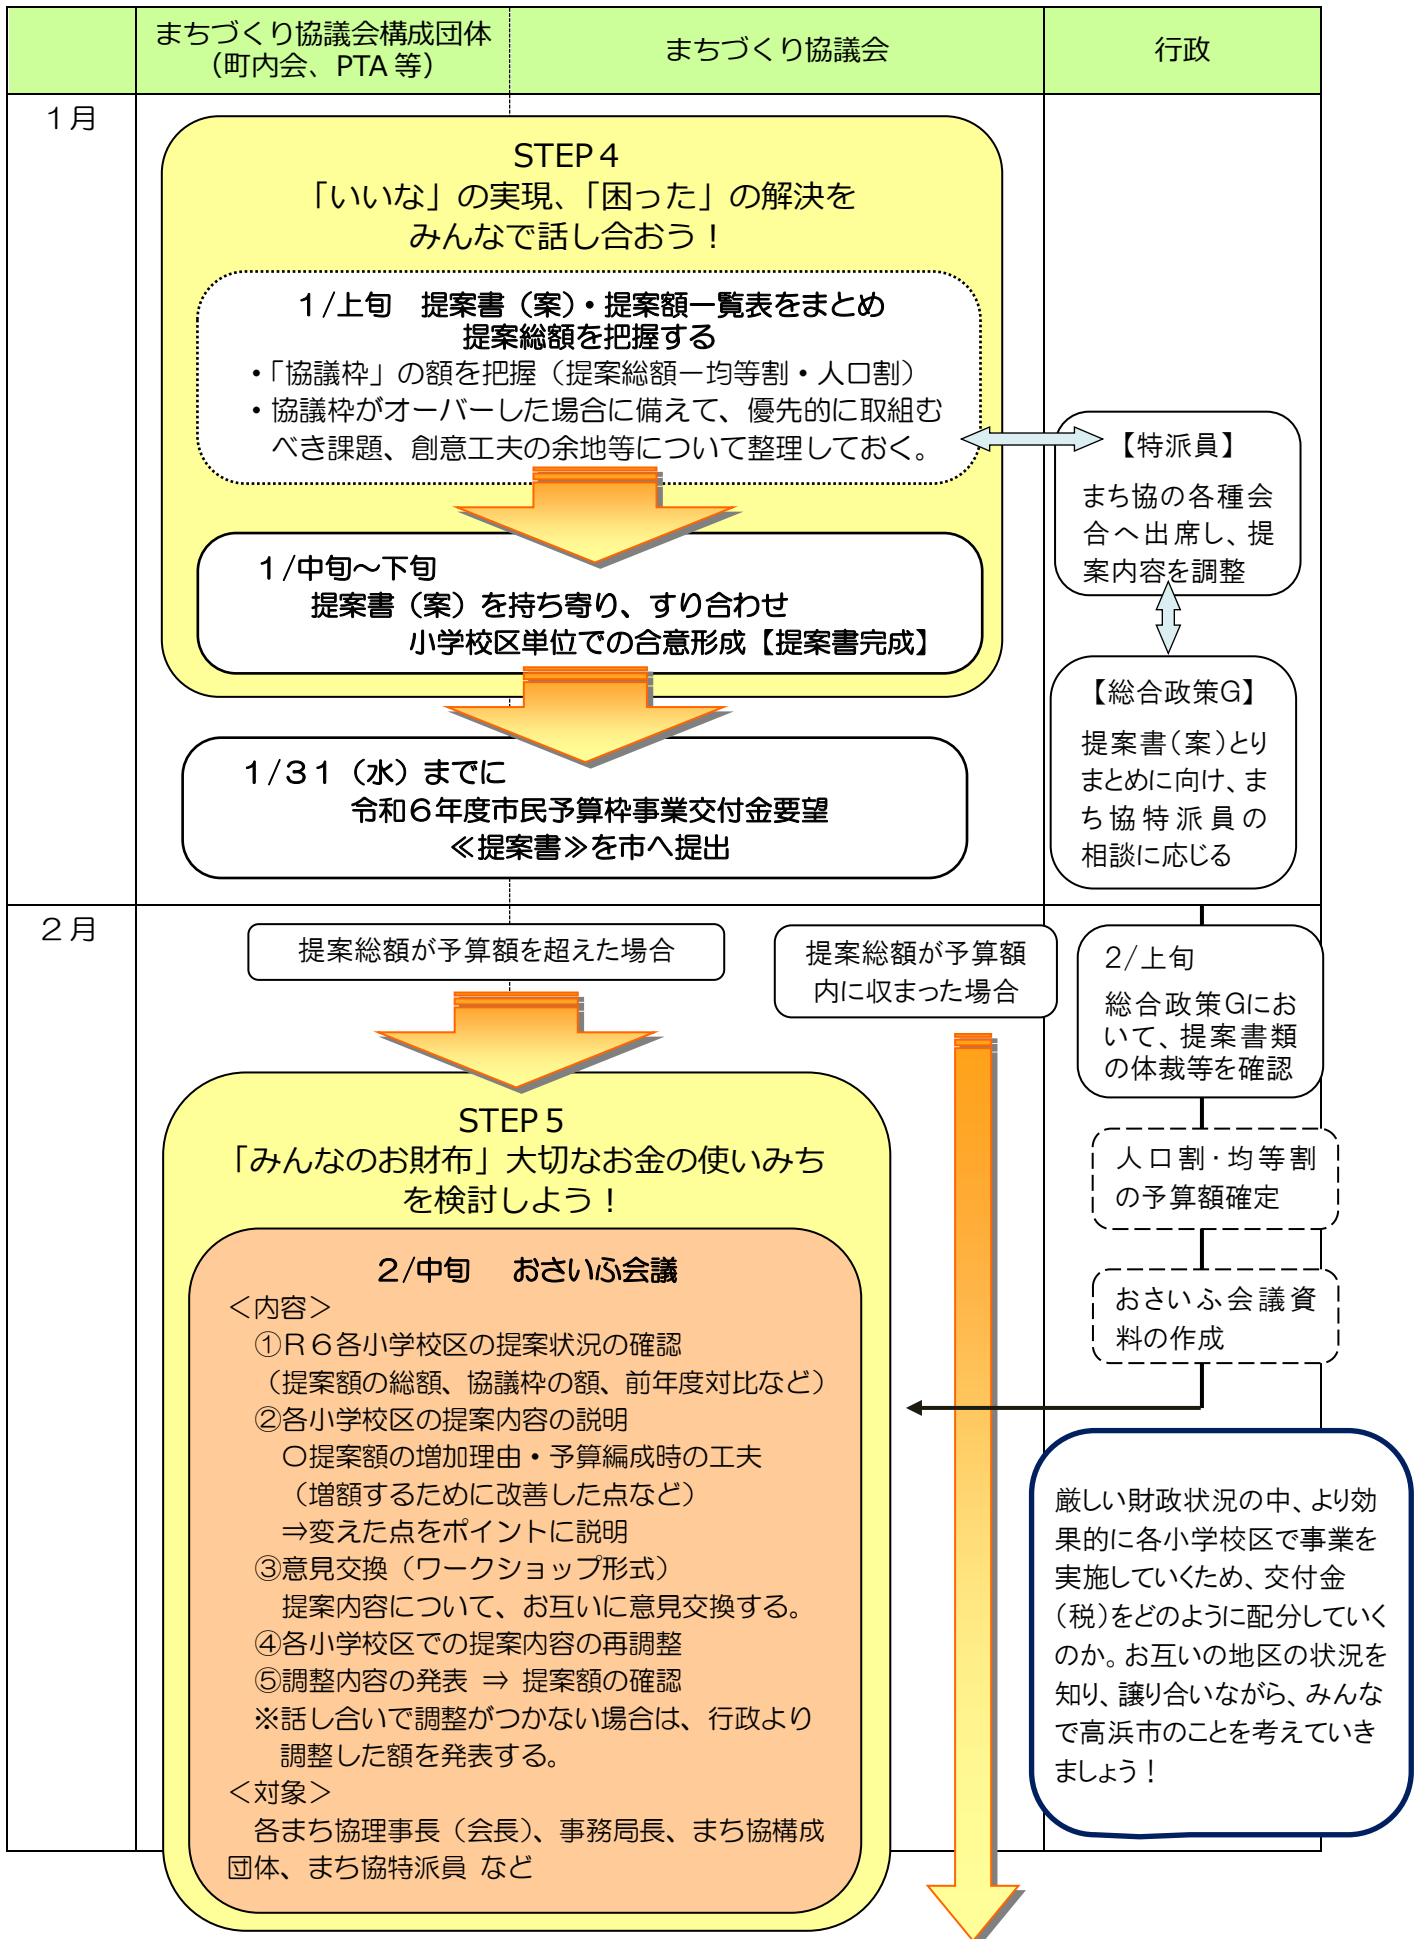 まちづくり協議会構成団体
（町内会、PTA 等）
まちづくり協議会
行政
１月
STEP４
「いいな」の実現、「困った」の解決を
みんなで話し合おう！
１/上旬　提案書（案）・提案額一覧表をまとめ
提案総額を把握する
・「協議枠」の額を把握（提案総額－均等割・人口割）
・協議枠がオーバーした場合に備えて、優先的に取組む
べき課題、創意工夫の余地等について整理しておく。
１/中旬～下旬
提案書（案）を持ち寄り、すり合わせ
小学校区単位での合意形成【提案書完成】
１/３１（水）までに
令和６年度市民予算枠事業交付金要望
≪提案書≫を市へ提出
【特派員】
まち協の各種会
合へ出席し、提
案内容を調整
【総合政策G】
提案書（案）とり
まとめに向け、ま
ち協特派員の
相談に応じる
２月
提案総額が予算額を超えた場合
提案総額が予算額
内に収まった場合
STEP５
「みんなのお財布」大切なお金の使いみち
を検討しよう！
２/中旬　おさいふ会議
＜内容＞
①Ｒ６各小学校区の提案状況の確認
（提案額の総額、協議枠の額、前年度対比など）
②各小学校区の提案内容の説明
〇提案額の増加理由・予算編成時の工夫
（増額するために改善した点など）
⇒変えた点をポイントに説明
③意見交換（ワークショップ形式）
提案内容について、お互いに意見交換する。
④各小学校区での提案内容の再調整
⑤調整内容の発表 ⇒ 提案額の確認
※話し合いで調整がつかない場合は、行政より
調整した額を発表する。
＜対象＞
各まち協理事長（会長）、事務局長、まち協構成
団体、まち協特派員 など
２/上旬
総合政策Gにお
いて、提案書類
の体裁等を確認
人口割・均等割
の予算額確定
おさいふ会議資
料の作成
厳しい財政状況の中、より効
果的に各小学校区で事業を
実施していくため、交付金
（税）をどのように配分していく
のか。お互いの地区の状況を
知り、譲り合いながら、みんな
で高浜市のことを考えていき
ましょう！